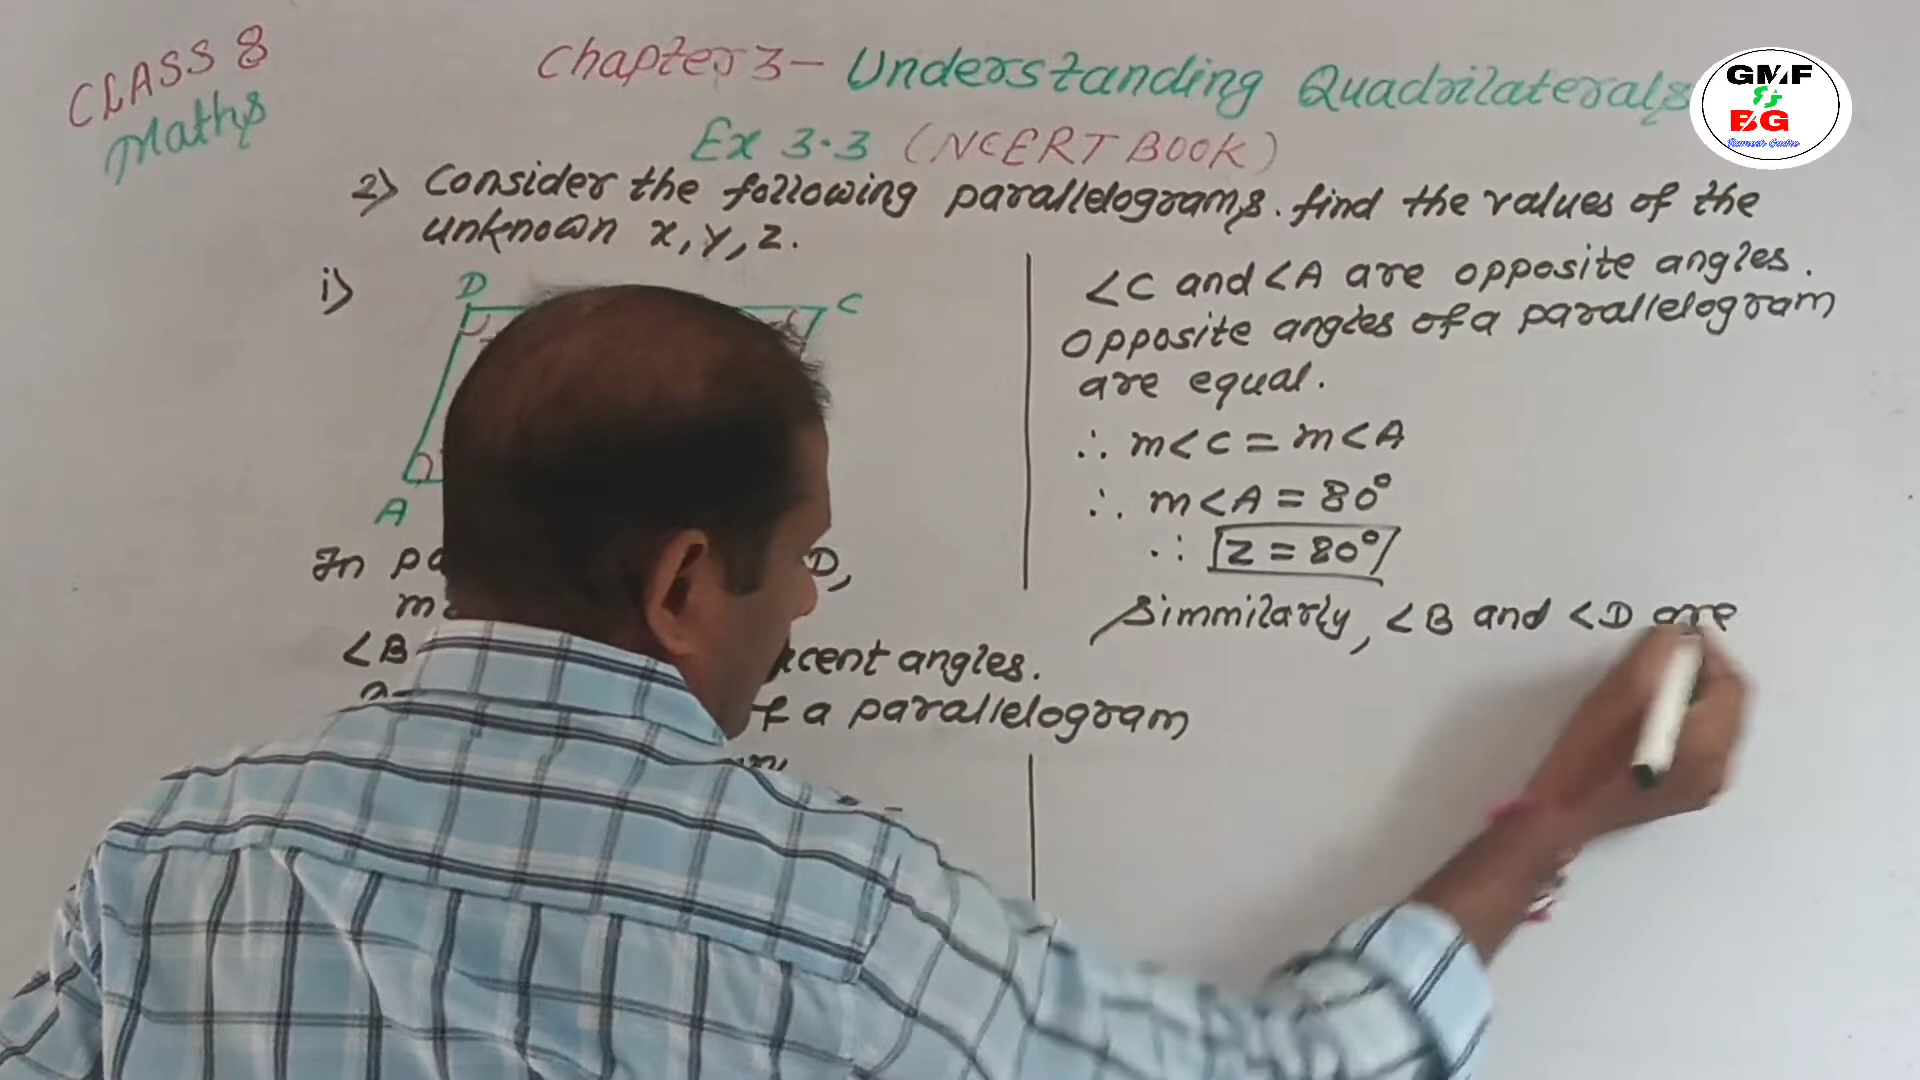 CLASS 8
Maths
Chapter 3 - Understanding Quadrilaterals
Ex 3.3 (NCERT BOOK)
GMF
BG
2) Consider the following parallelograms. find the values of the
unknown x, y, z.
i)
D
C
A
In pa D,
m<
<B cent angles.
f a parallelogram
<C and <A are opposite angles.
opposite angles of a parallelogram
are equal.
∴ m<C = m<A
∴ m<A = 80°
∴ z = 80°
Simmilarly, <B and <D are